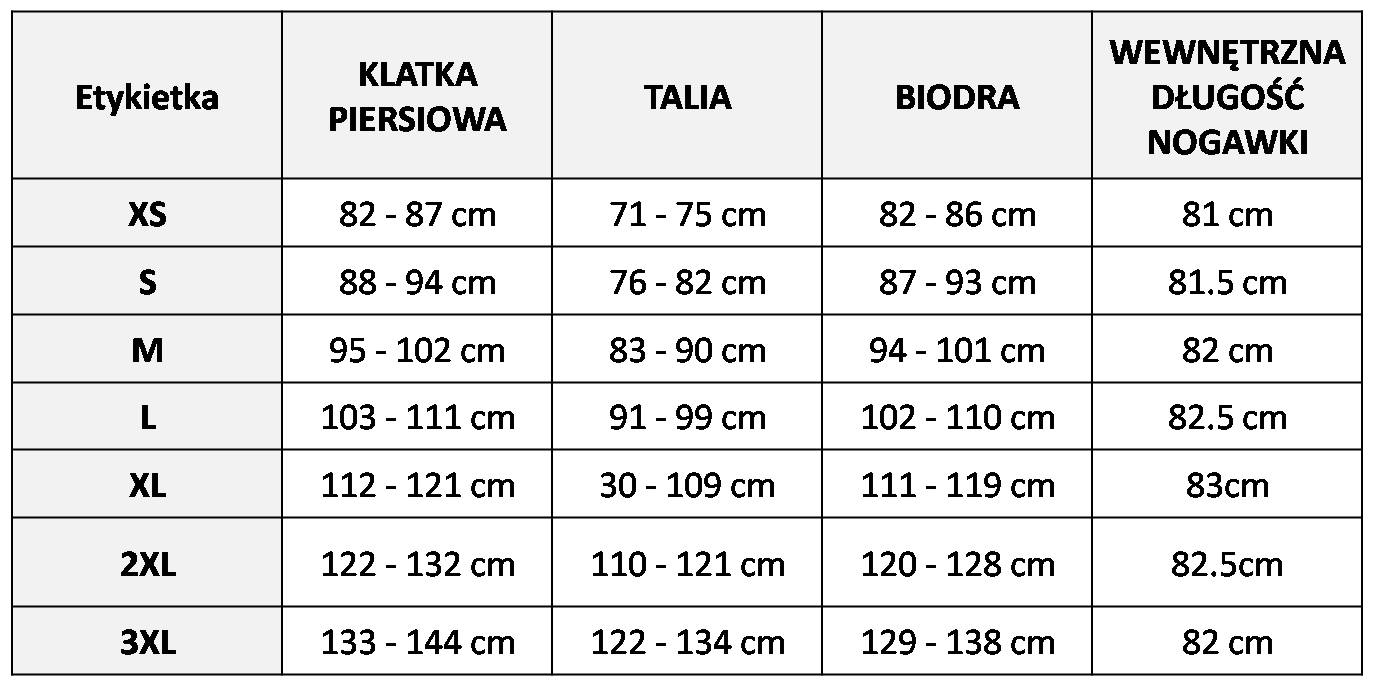 Etykietka
KLATKA
PIERSIOWA
TALIA
BIODRA
WEWNĘTRZNA
DŁUGOŚĆ
NOGAWKI
XS 82 - 87 cm 71 - 75 cm 82 - 86 cm 81 cm
S 88 - 94 cm 76 - 82 cm 87 - 93 cm 81.5 cm
M 95 - 102 cm 83 - 90 cm 94 - 101 cm 82 cm
L 103 - 111 cm 91 - 99 cm 102 - 110 cm 82.5 cm
XL 112 - 121 cm 30 - 109 cm 111 - 119 cm 83cm
2XL 122 - 132 cm 110 - 121 cm 120 - 128 cm 82.5cm
3XL 133 - 144 cm 122 - 134 cm 129 - 138 cm 82 cm